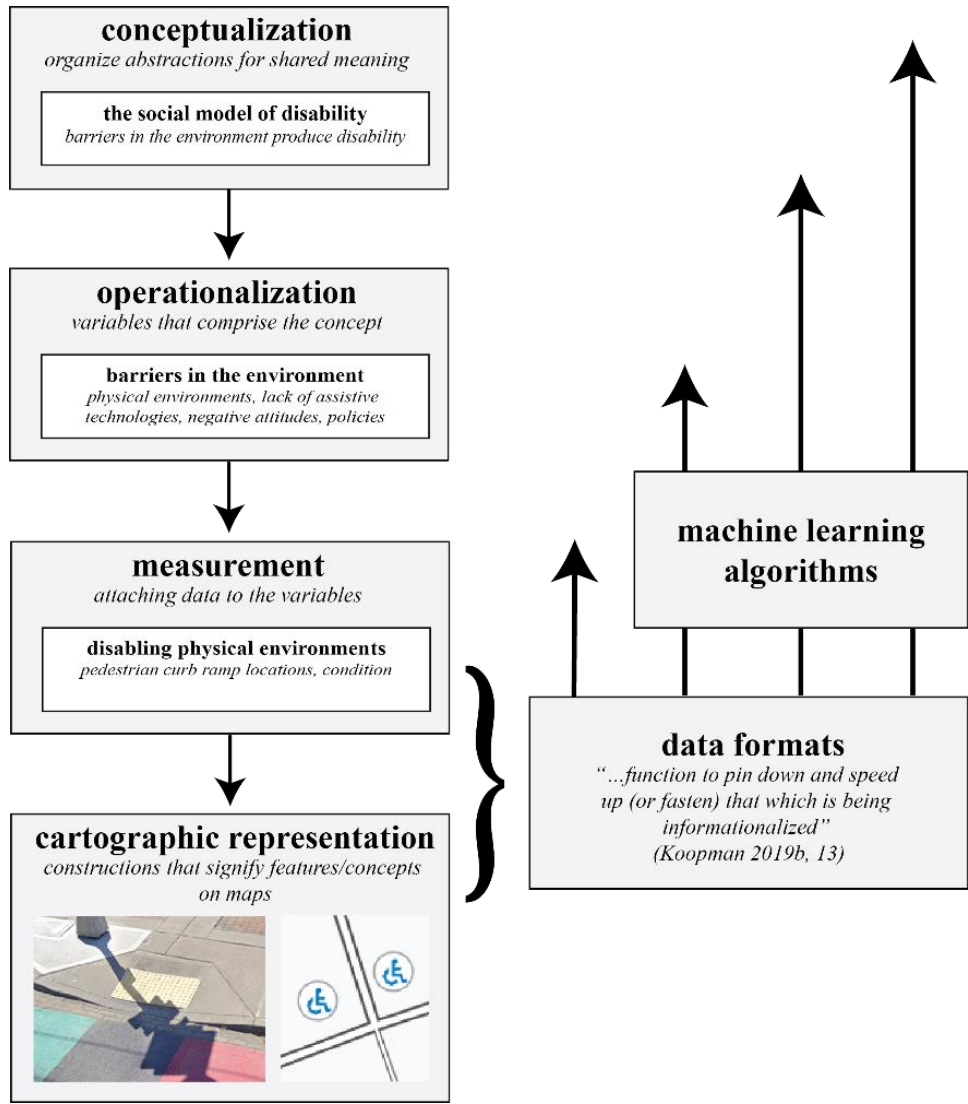 conceptualization
organize abstractions for shared meaning
the social model of disability
barriers in the environment produce disability
operationalization
variables that comprise the concept
barriers in the environment
physical environments, lack of assistive
technologies, negative attitudes, policies
measurement
attaching data to the variables
disabling physical environments
pedestrian curb ramp locations, condition
cartographic representation
constructions that signify features/concepts
on maps
machine learning
algorithms
data formats
“…function to pin down and speed
up (or fasten) that which is being
informationalized”
(Koopman 2019b, 13)